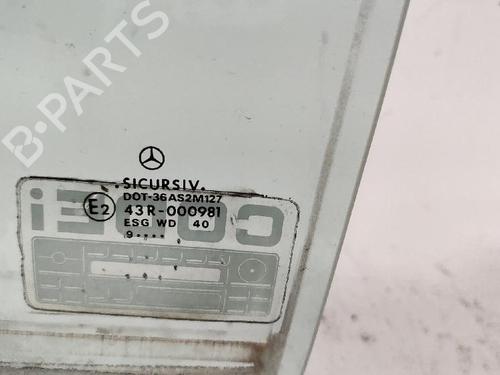 B-PARTS
SICURSIV.
DOT-36AS2M127
E2 43R-000981
ESG WD 40
9····